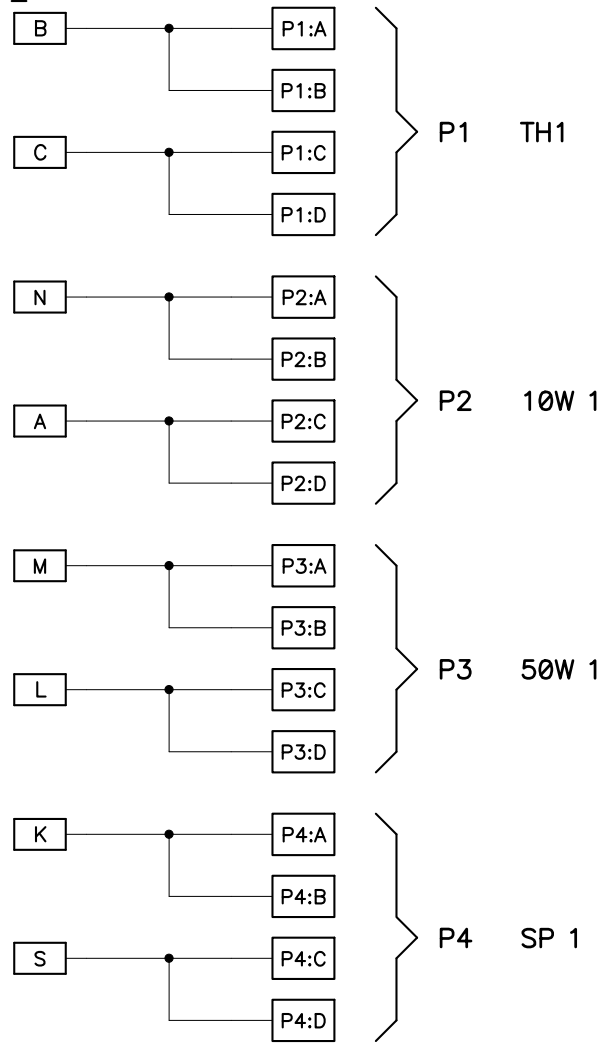 B P1:A
P1:B
P1 TH1
C P1:C
P1:D
N P2:A
P2:B
P2 10W 1
A P2:C
P2:D
M P3:A
P3:B
P3 50W 1
L P3:C
P3:D
K P4:A
P4:B
P4 SP 1
S P4:C
P4:D